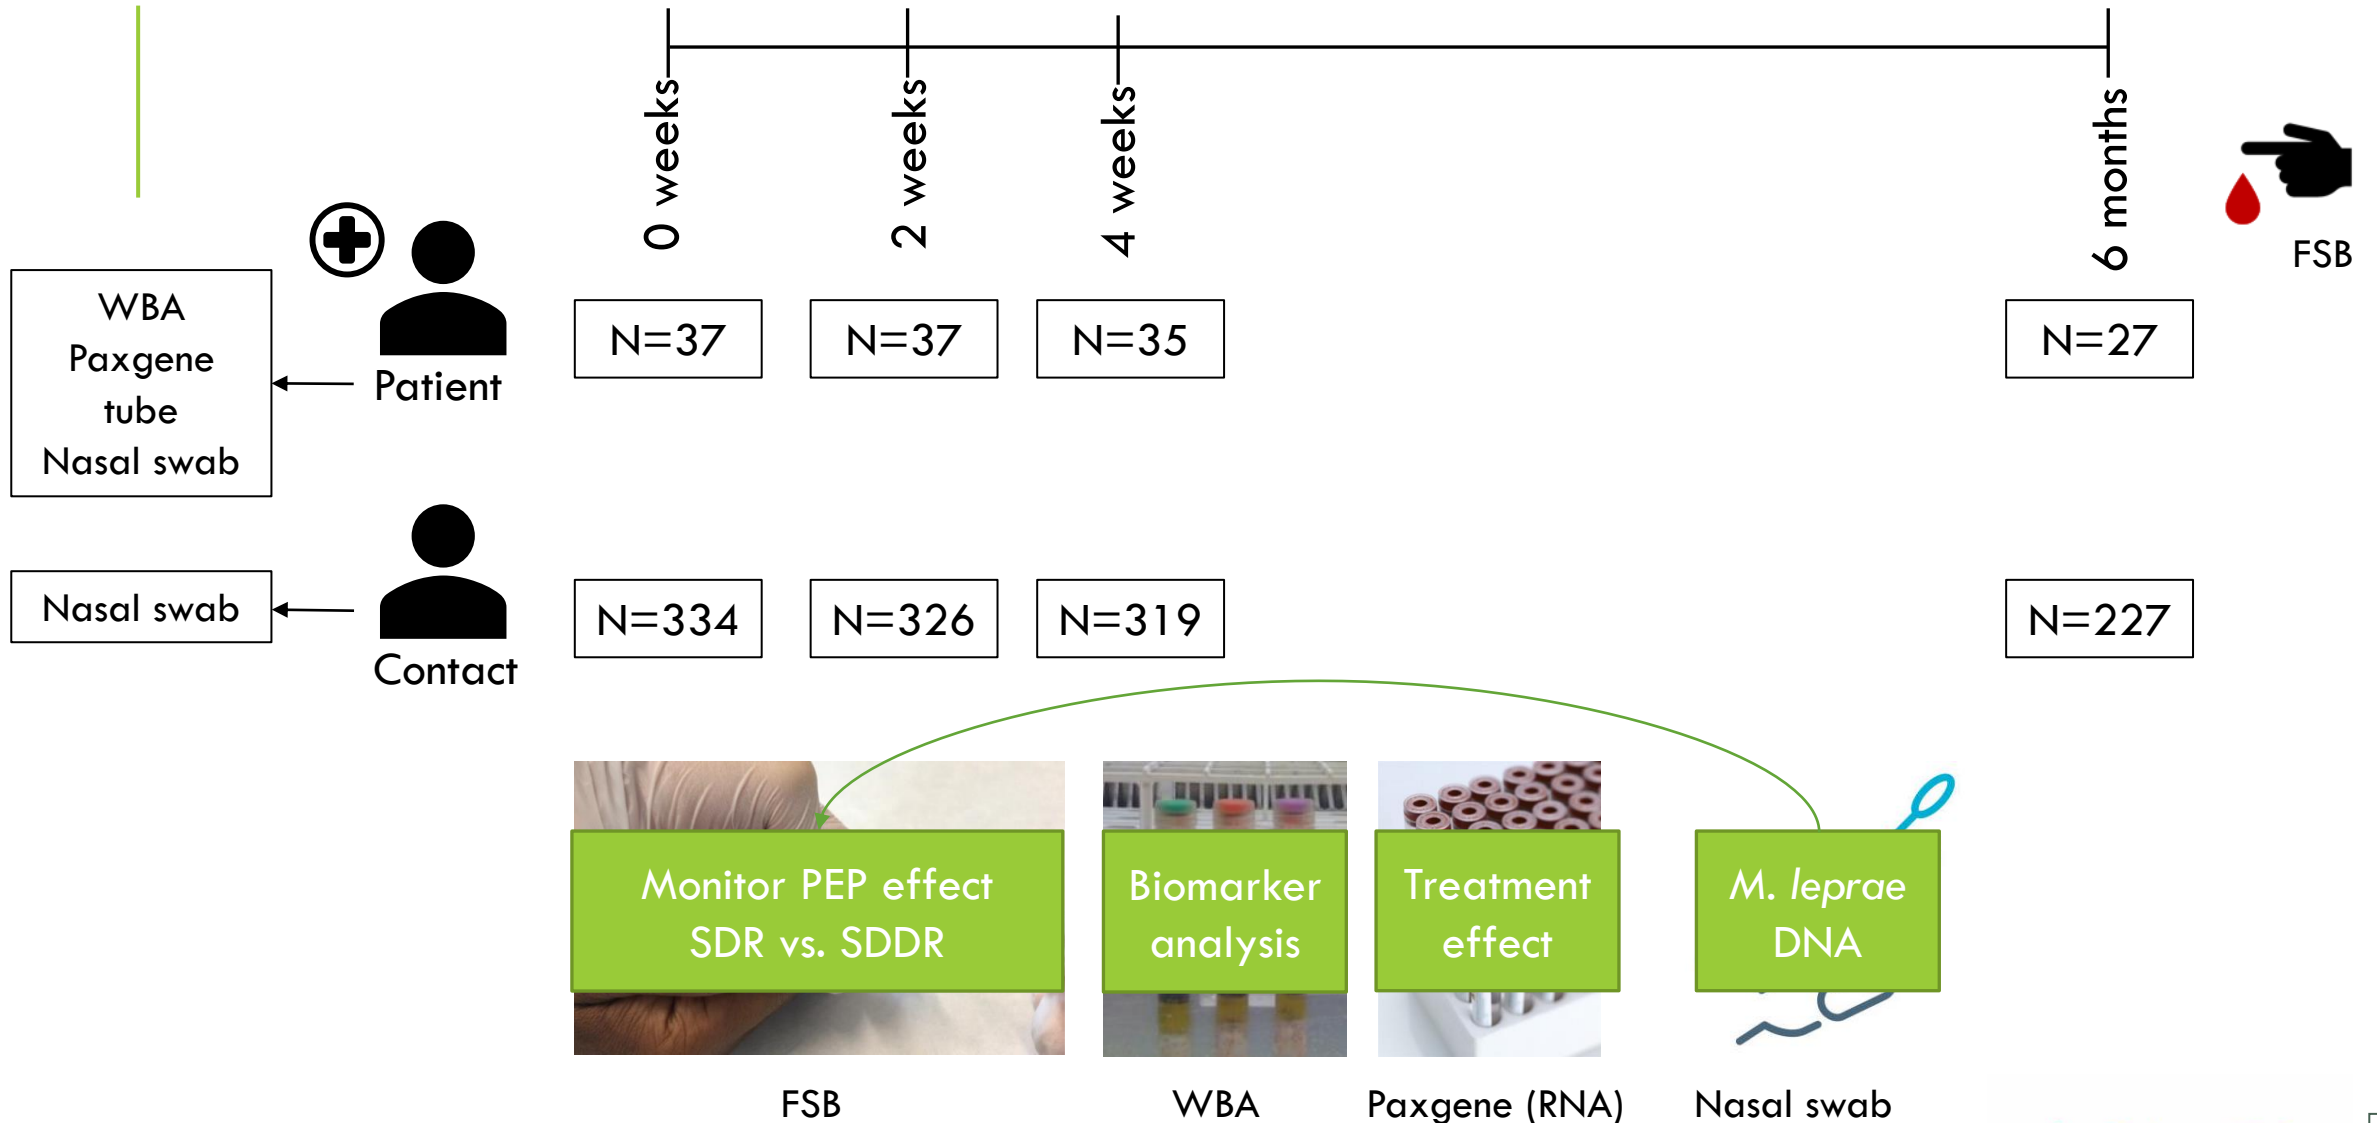 0 weeks
2 weeks
4 weeks
6 months
FSB
WBA
Paxgene
tube
Nasal swab
Patient
N=37
N=37
N=35
N=27
Nasal swab
Contact
N=334
N=326
N=319
N=227
Monitor PEP effect
SDR vs. SDDR
Biomarker
analysis
Treatment
effect
M. leprae
DNA
FSB
WBA
Paxgene (RNA)
Nasal swab